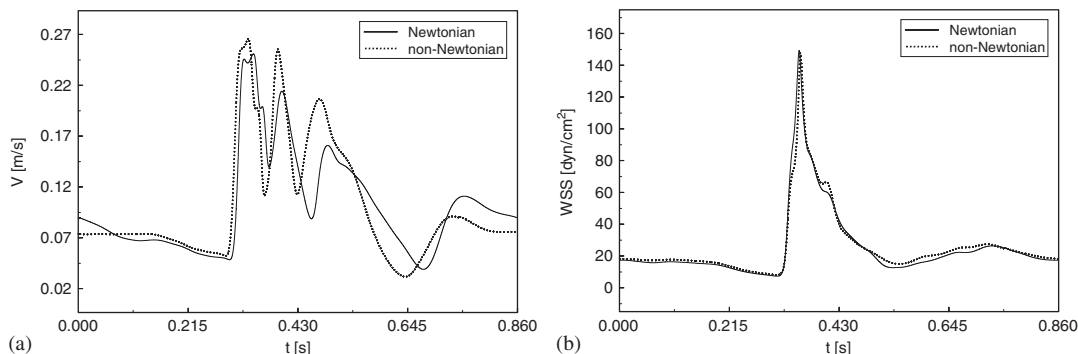 0.27
0.22
0.17
0.12
0.07
0.02
V [m/s]
Newtonian
non-Newtonian
0.000
0.215
0.430
0.645
0.860
t [s]
(a)
160
140
120
100
80
60
40
20
0
WSS [dyn/cm²]
Newtonian
non-Newtonian
0.000
0.215
0.430
0.645
0.860
t [s]
(b)